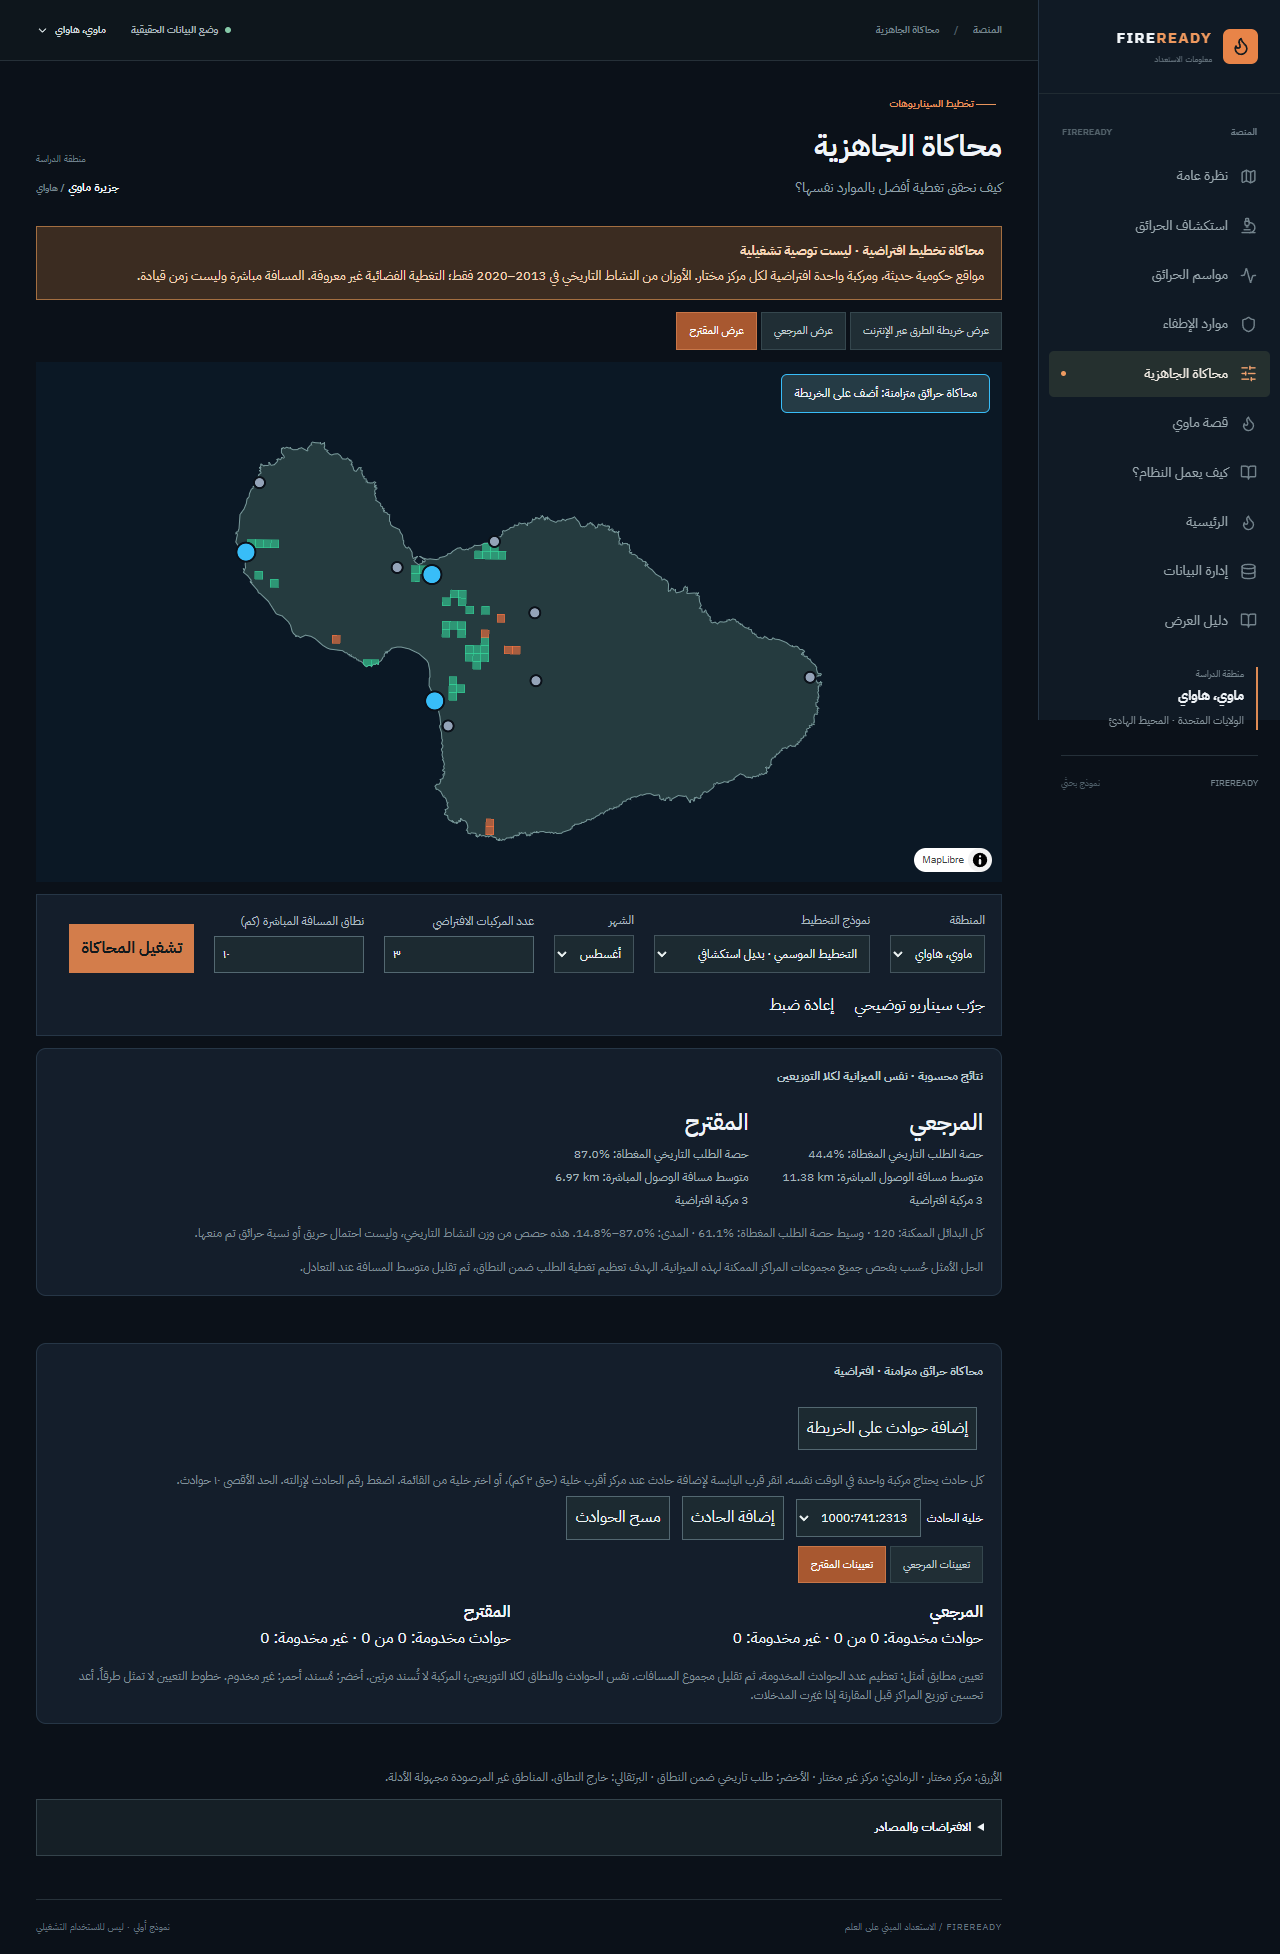 FIREREADY
معلومات الاستعداد
المنصة
FIREREADY
نظرة عامة
استكشاف الحرائق
مواسم الحرائق
موارد الإطفاء
محاكاة الجاهزية
قصة ماوي
كيف يعمل النظام؟
الرئيسية
إدارة البيانات
دليل العرض
منطقة الدراسة
ماوي، هاواي
الولايات المتحدة · المحيط الهادئ
FIREREADY
نموذج بحثي
المنصة / محاكاة الجاهزية
وضع البيانات الحقيقية
ماوي، هاواي
تخطيط السيناريوهات
محاكاة الجاهزية
كيف نحقق تغطية أفضل بالموارد نفسها؟
منطقة الدراسة
جزيرة ماوي / هاواي
محاكاة تخطيط افتراضية · ليست توصية تشغيلية
مواقع حكومية حديثة، ومركبة واحدة افتراضية لكل مركز مختار. الأوزان من النشاط التاريخي في 2013–2020 فقط؛ التغطية الفضائية غير معروفة. المسافة مباشرة وليست زمن قيادة.
عرض خريطة الطرق عبر الإنترنت
عرض المرجعي
عرض المقترح
محاكاة حرائق متزامنة: أضف على الخريطة
MapLibre
المنطقة
ماوي، هاواي
نموذج التخطيط
التخطيط الموسمي · بديل استكشافي
الشهر
أغسطس
عدد المركبات الافتراضي
٣
نطاق المسافة المباشرة (كم)
١٠
تشغيل المحاكاة
جرّب سيناريو توضيحي
إعادة ضبط
نتائج محسوبة · نفس الميزانية لكلا التوزيعين
المرجعي
حصة الطلب التاريخي المغطاة: 44.4%
متوسط مسافة الوصول المباشرة: 11.38 km
3 مركبة افتراضية
المقترح
حصة الطلب التاريخي المغطاة: 87.0%
متوسط مسافة الوصول المباشرة: 6.97 km
3 مركبة افتراضية
كل البدائل الممكنة: 120 · وسيط حصة الطلب المغطاة: 61.1% · المدى: 87.0%–14.8%. هذه حصص من وزن النشاط التاريخي، وليست احتمال حريق أو نسبة حرائق تم منعها.
الحل الأمثل حُسب بفحص جميع مجموعات المراكز الممكنة لهذه الميزانية. الهدف تعظيم تغطية الطلب ضمن النطاق، ثم تقليل متوسط المسافة عند التعادل.
محاكاة حرائق متزامنة · افتراضية
إضافة حوادث على الخريطة
كل حادث يحتاج مركبة واحدة في الوقت نفسه. انقر قرب اليابسة لإضافة حادث عند مركز أقرب خلية (حتى ٢ كم)، أو اختر خلية من القائمة. اضغط رقم الحادث لإزالته. الحد الأقصى ١٠ حوادث.
خلية الحادث
1000:741:2313
إضافة الحادث
مسح الحوادث
تعيينات المرجعي
تعيينات المقترح
المرجعي
حوادث مخدومة: 0 من 0 · غير مخدومة: 0
المقترح
حوادث مخدومة: 0 من 0 · غير مخدومة: 0
تعيين مطابق أمثل: تعظيم عدد الحوادث المخدومة، ثم تقليل مجموع المسافات. نفس الحوادث والنطاق لكلا التوزيعين؛ المركبة لا تُسند مرتين. أخضر: مُسند، أحمر: غير مخدوم. خطوط التعيين لا تمثل طرقاً. أعد
تحسين توزيع المراكز قبل المقارنة إذا غيّرت المدخلات.
الأزرق: مركز مختار · الرمادي: مركز غير مختار · الأخضر: طلب تاريخي ضمن النطاق · البرتقالي: خارج النطاق. المناطق غير المرصودة مجهولة الأدلة.
الافتراضات والمصادر
FIREREADY / الاستعداد المبني على العلم
نموذج أولي · ليس للاستخدام التشغيلي